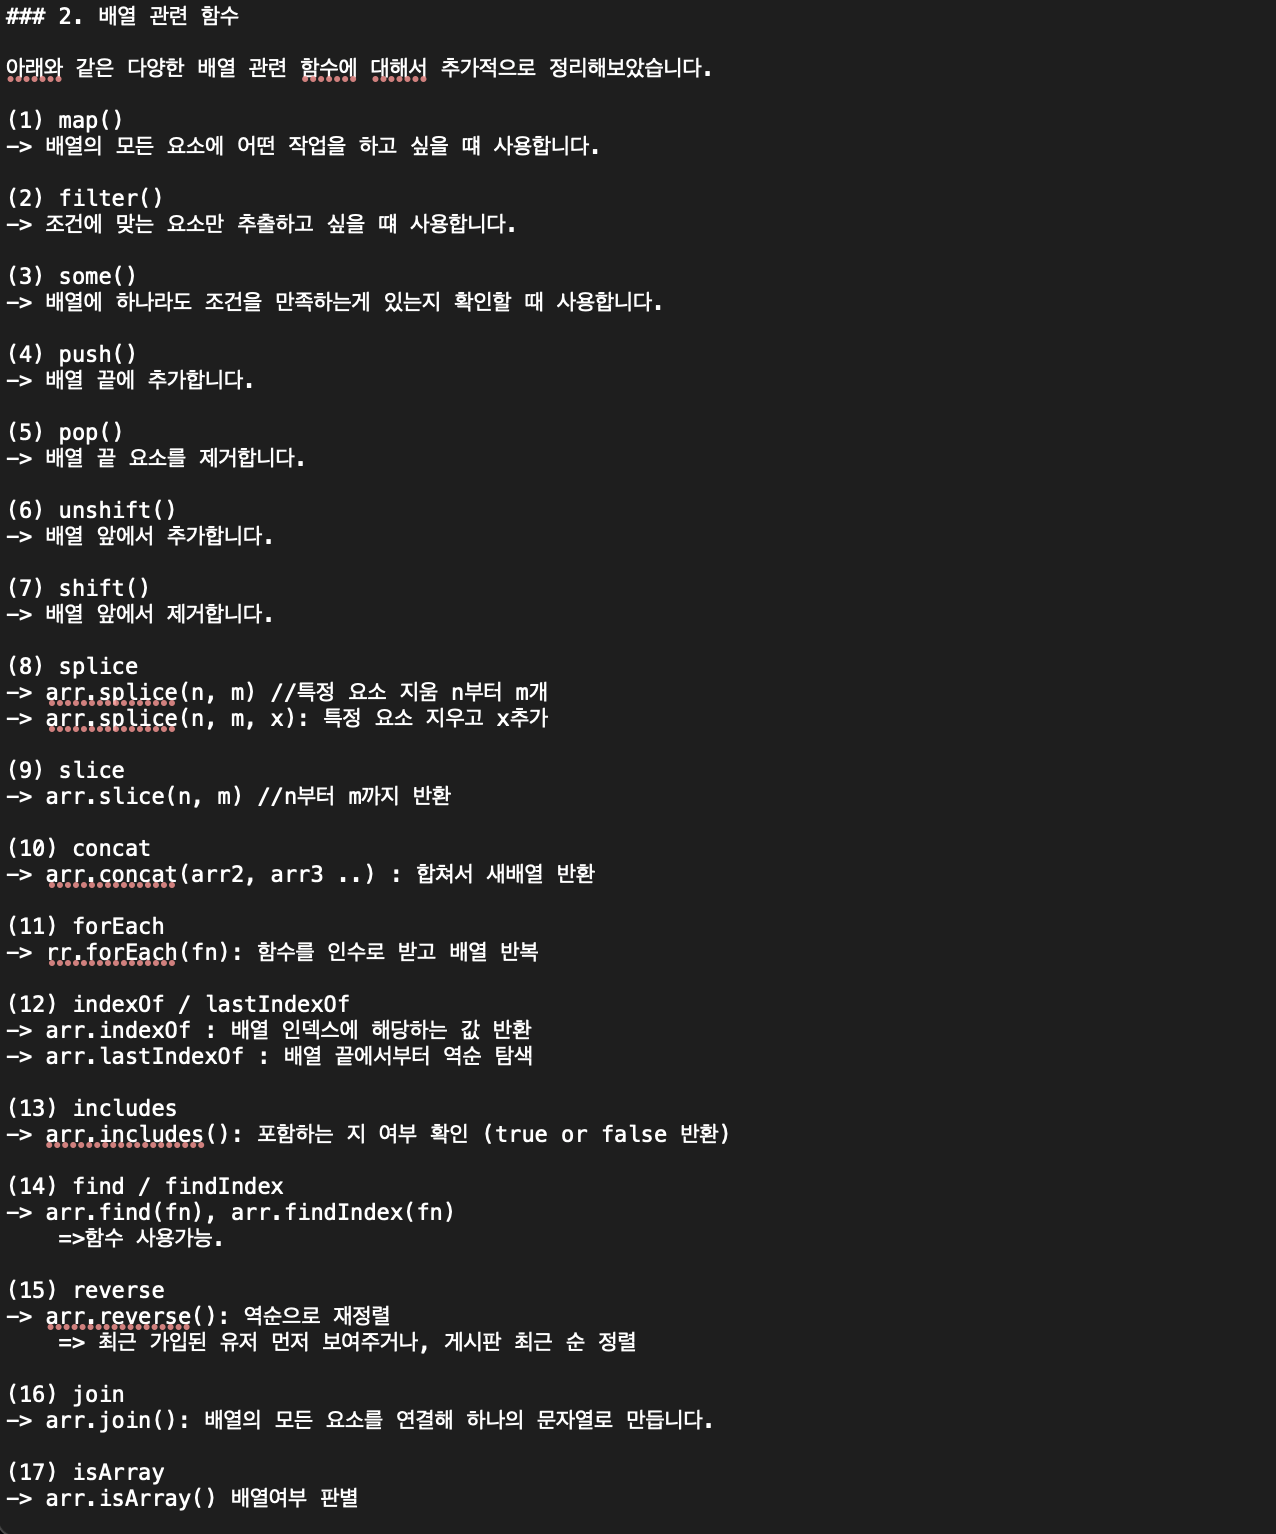 ### 2. 배열 관련 함수
아래와 같은 다양한 배열 관련 함수에 대해서 추가적으로 정리해보았습니다.
(1) map()
-> 배열의 모든 요소에 어떤 작업을 하고 싶을 떄 사용합니다.
(2) filter()
-> 조건에 맞는 요소만 추출하고 싶을 떄 사용합니다.
(3) some()
-> 배열에 하나라도 조건을 만족하는게 있는지 확인할 때 사용합니다.
(4) push()
-> 배열 끝에 추가합니다.
(5) pop()
-> 배열 끝 요소를 제거합니다.
(6) unshift()
-> 배열 앞에서 추가합니다.
(7) shift()
-> 배열 앞에서 제거합니다.
(8) splice
-> arr.splice(n, m) //특정 요소 지움 n부터 m개
-> arr.splice(n, m, x): 특정 요소 지우고 x추가
(9) slice
-> arr.slice(n, m) //n부터 m까지 반환
(10) concat
-> arr.concat(arr2, arr3 ..) : 합쳐서 새배열 반환
(11) forEach
-> rr.forEach(fn): 함수를 인수로 받고 배열 반복
(12) indexOf / lastIndexOf
-> arr.indexOf : 배열 인덱스에 해당하는 값 반환
-> arr.lastIndexOf : 배열 끝에서부터 역순 탐색
(13) includes
-> arr.includes(): 포함하는 지 여부 확인 (true or false 반환)
(14) find / findIndex
-> arr.find(fn), arr.findIndex(fn)
=>함수 사용가능.
(15) reverse
-> arr.reverse(): 역순으로 재정렬
=> 최근 가입된 유저 먼저 보여주거나, 게시판 최근 순 정렬
(16) join
-> arr.join(): 배열의 모든 요소를 연결해 하나의 문자열로 만듭니다.
(17) isArray
-> arr.isArray() 배열여부 판별